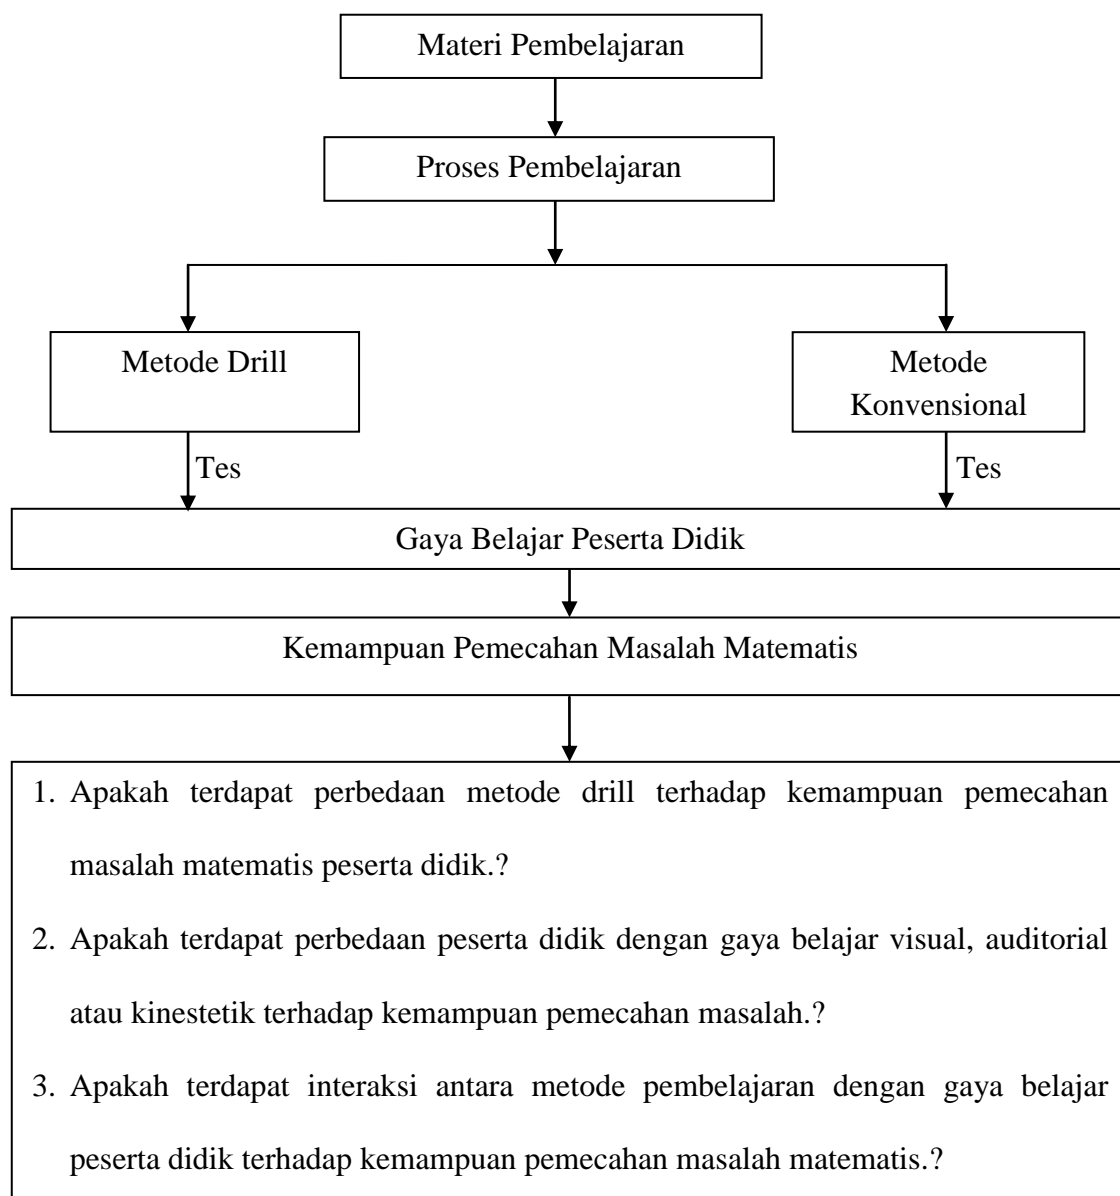 Materi Pembelajaran
Proses Pembelajaran
Metode Drill
Metode
Konvensional
Tes
Tes
Gaya Belajar Peserta Didik
Kemampuan Pemecahan Masalah Matematis
1. Apakah terdapat perbedaan metode drill terhadap kemampuan pemecahan
masalah matematis peserta didik.?
2. Apakah terdapat perbedaan peserta didik dengan gaya belajar visual, auditorial
atau kinestetik terhadap kemampuan pemecahan masalah.?
3. Apakah terdapat interaksi antara metode pembelajaran dengan gaya belajar
peserta didik terhadap kemampuan pemecahan masalah matematis.?